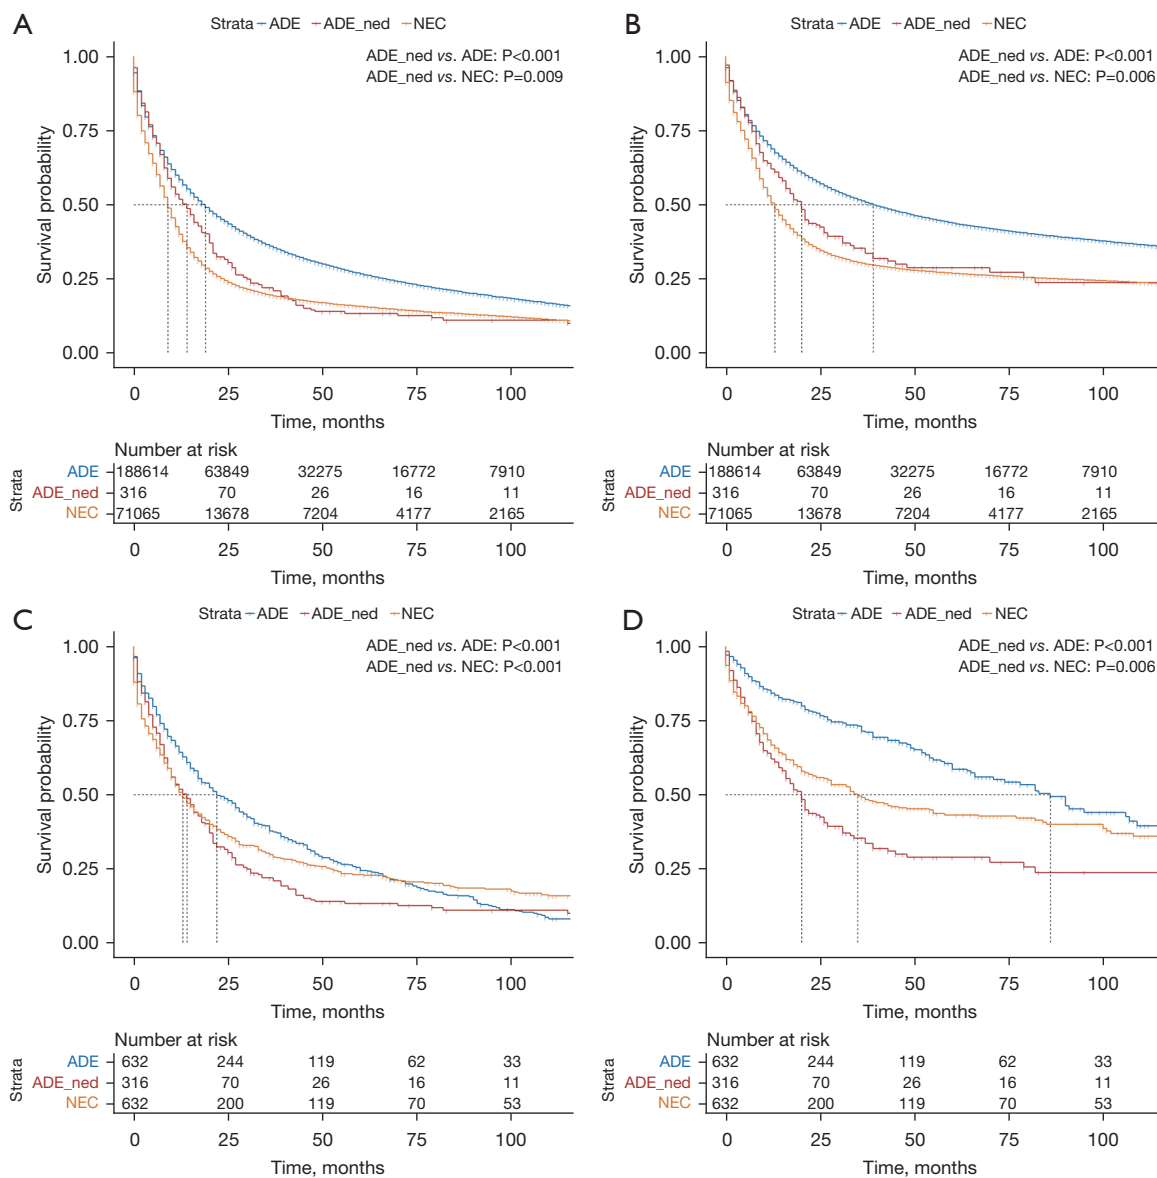 A
Strata ADE ADE_ned NEC
ADE_ned vs. ADE: P<0.001
ADE_ned vs. NEC: P=0.009
Survival probability
1.00
0.75
0.50
0.25
0.00
0 25 50 75 100
Time, months
Number at risk
Strata
ADE 188614 63849 32275 16772 7910
ADE_ned 316 70 26 16 11
NEC 71065 13678 7204 4177 2165
0 25 50 75 100
Time, months
B
Strata ADE ADE_ned NEC
ADE_ned vs. ADE: P<0.001
ADE_ned vs. NEC: P=0.006
Survival probability
1.00
0.75
0.50
0.25
0.00
0 25 50 75 100
Time, months
Number at risk
Strata
ADE 188614 63849 32275 16772 7910
ADE_ned 316 70 26 16 11
NEC 71065 13678 7204 4177 2165
0 25 50 75 100
Time, months
C
Strata ADE ADE_ned NEC
ADE_ned vs. ADE: P<0.001
ADE_ned vs. NEC: P<0.001
Survival probability
1.00
0.75
0.50
0.25
0.00
0 25 50 75 100
Time, months
Number at risk
Strata
ADE 632 244 119 62 33
ADE_ned 316 70 26 16 11
NEC 632 200 119 70 53
0 25 50 75 100
Time, months
D
Strata ADE ADE_ned NEC
ADE_ned vs. ADE: P<0.001
ADE_ned vs. NEC: P=0.006
Survival probability
1.00
0.75
0.50
0.25
0.00
0 25 50 75 100
Time, months
Number at risk
Strata
ADE 632 244 119 62 33
ADE_ned 316 70 26 16 11
NEC 632 200 119 70 53
0 25 50 75 100
Time, months